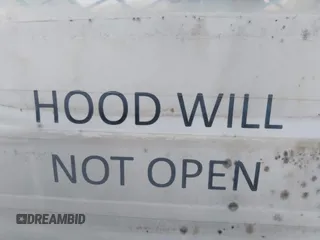 HOOD WILL
NOT OPEN
DREAMBID